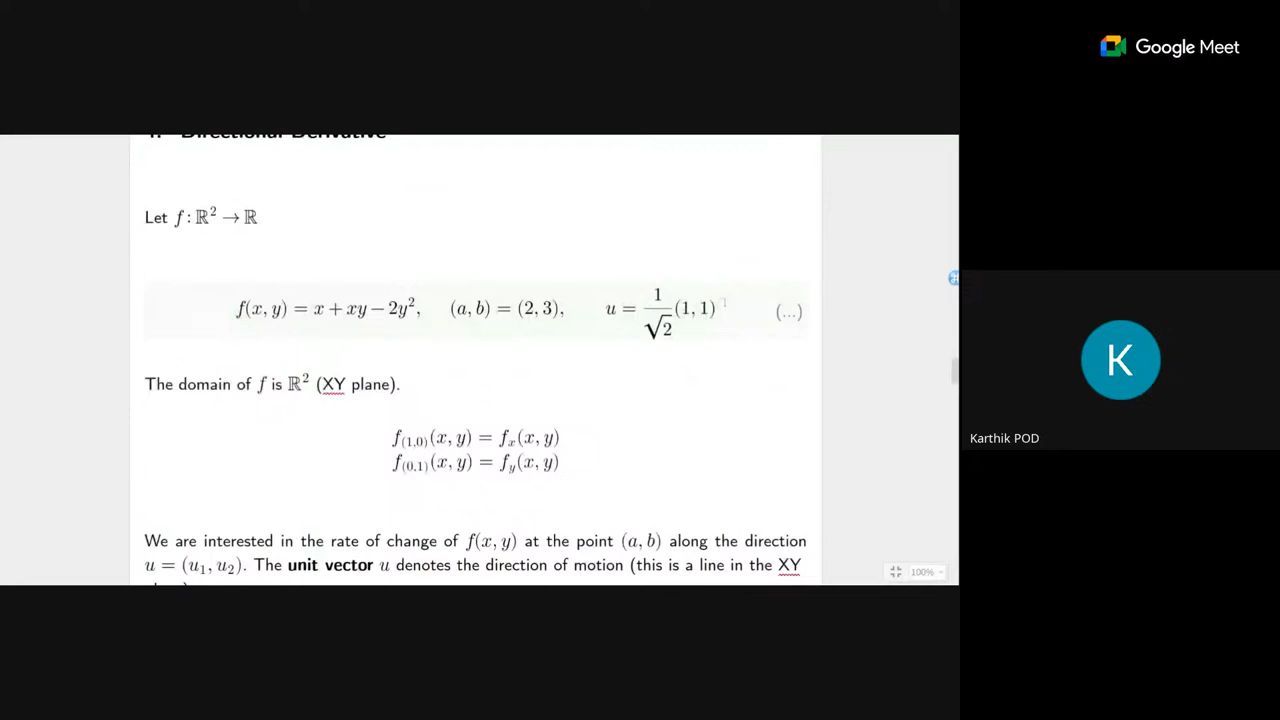 Google Meet
Directional Derivative
Let f : ℝ² → ℝ
f(x, y) = x + xy − 2y², (a, b) = (2, 3), u = 1/√2 (1, 1) (...)
The domain of f is ℝ² (XY plane).
f₍₁,₀₎(x, y) = fₓ(x, y)
f₍₀,₁₎(x, y) = f_y(x, y)
We are interested in the rate of change of f(x, y) at the point (a, b) along the direction
u = (u₁, u₂). The unit vector u denotes the direction of motion (this is a line in the XY
100%
K
Karthik POD